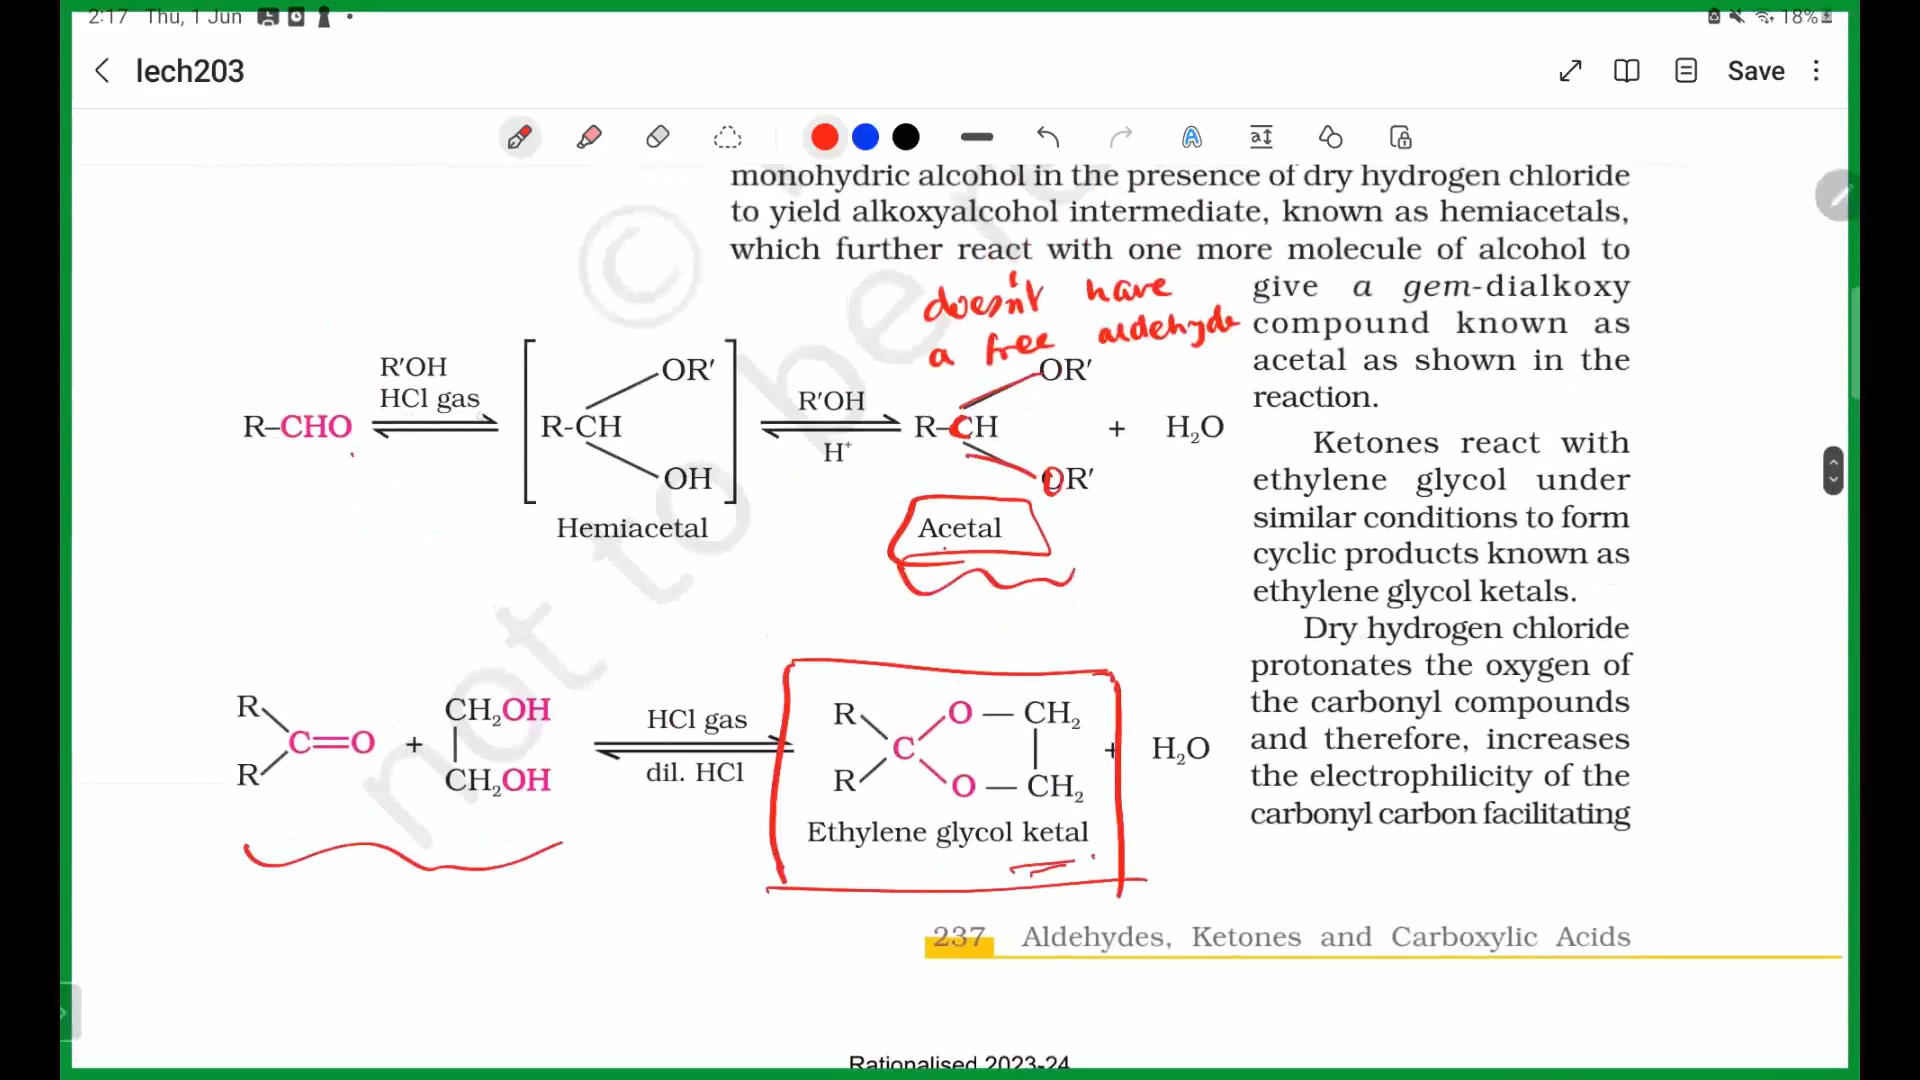 2:17 Thu, 1 Jun
18%
lech203
Save
monohydric alcohol in the presence of dry hydrogen chloride
to yield alkoxyalcohol intermediate, known as hemiacetals,
which further react with one more molecule of alcohol to
give a gem-dialkoxy
compound known as
acetal as shown in the
reaction.
doesn't have
a free aldehyde
R–CHO
R′OH
HCl gas
R-CH
OR′
OH
Hemiacetal
R′OH
H⁺
R–CH
OR′
OR′
Acetal
+ H₂O
Ketones react with
ethylene glycol under
similar conditions to form
cyclic products known as
ethylene glycol ketals.
Dry hydrogen chloride
protonates the oxygen of
the carbonyl compounds
and therefore, increases
the electrophilicity of the
carbonyl carbon facilitating
R
C=O
R
+
CH₂OH
CH₂OH
HCl gas
dil. HCl
R O — CH₂
C
R O — CH₂
Ethylene glycol ketal
+ H₂O
© not to be re
237 Aldehydes, Ketones and Carboxylic Acids
Rationalised 2023-24